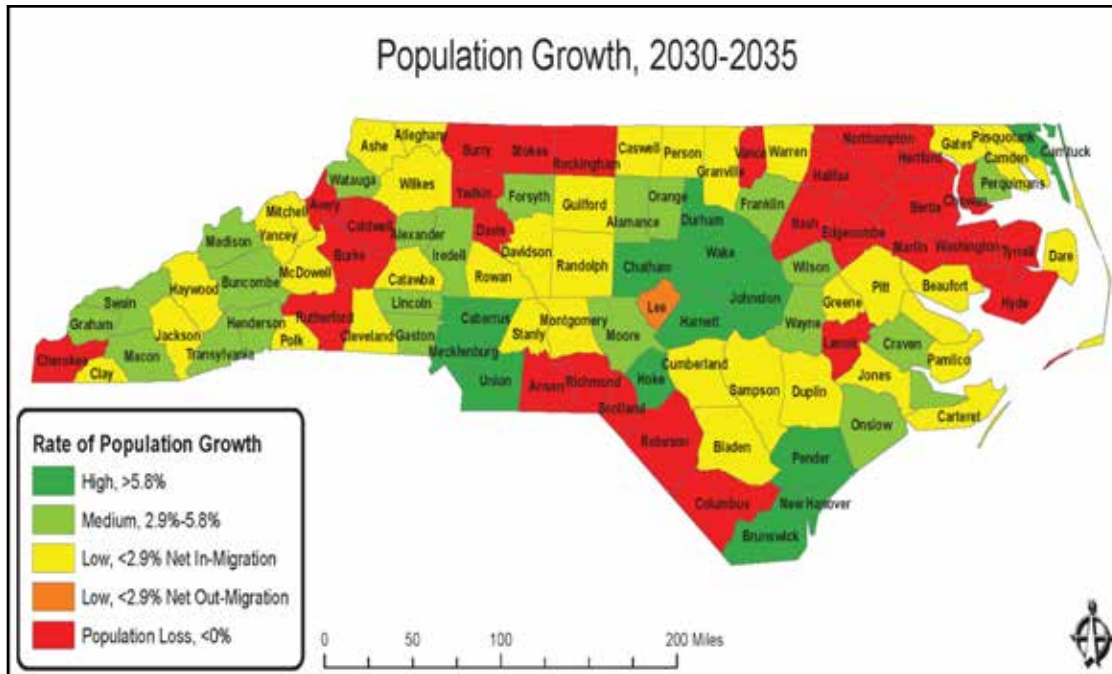 Population Growth, 2030-2035
Ashe
Alleghany
Surry
Stokes
Rockingham
Caswell
Person
Granville
Vance
Warren
Northampton
Hertford
Gates
Pasquotank
Camden
Currituck
Perquimans
Chowan
Halifax
Bertie
Watauga
Wilkes
Yadkin
Forsyth
Guilford
Alamance
Orange
Durham
Franklin
Nash
Edgecombe
Martin
Washington
Tyrrell
Dare
Mitchell
Avery
Caldwell
Alexander
Davie
Iredell
Davidson
Randolph
Chatham
Wake
Wilson
Pitt
Beaufort
Hyde
Madison
Yancey
McDowell
Burke
Catawba
Rowan
Lee
Johnston
Greene
Swain
Haywood
Buncombe
Rutherford
Lincoln
Cabarrus
Stanly
Montgomery
Moore
Harnett
Wayne
Lenoir
Craven
Pamlico
Graham
Jackson
Henderson
Polk
Cleveland
Gaston
Mecklenburg
Cherokee
Macon
Transylvania
Clay
Union
Anson
Richmond
Hoke
Cumberland
Sampson
Duplin
Jones
Carteret
Scotland
Robeson
Bladen
Onslow
Pender
Columbus
New Hanover
Brunswick
Rate of Population Growth
High, >5.8%
Medium, 2.9%-5.8%
Low, <2.9% Net In-Migration
Low, <2.9% Net Out-Migration
Population Loss, <0%
0 50 100 200 Miles